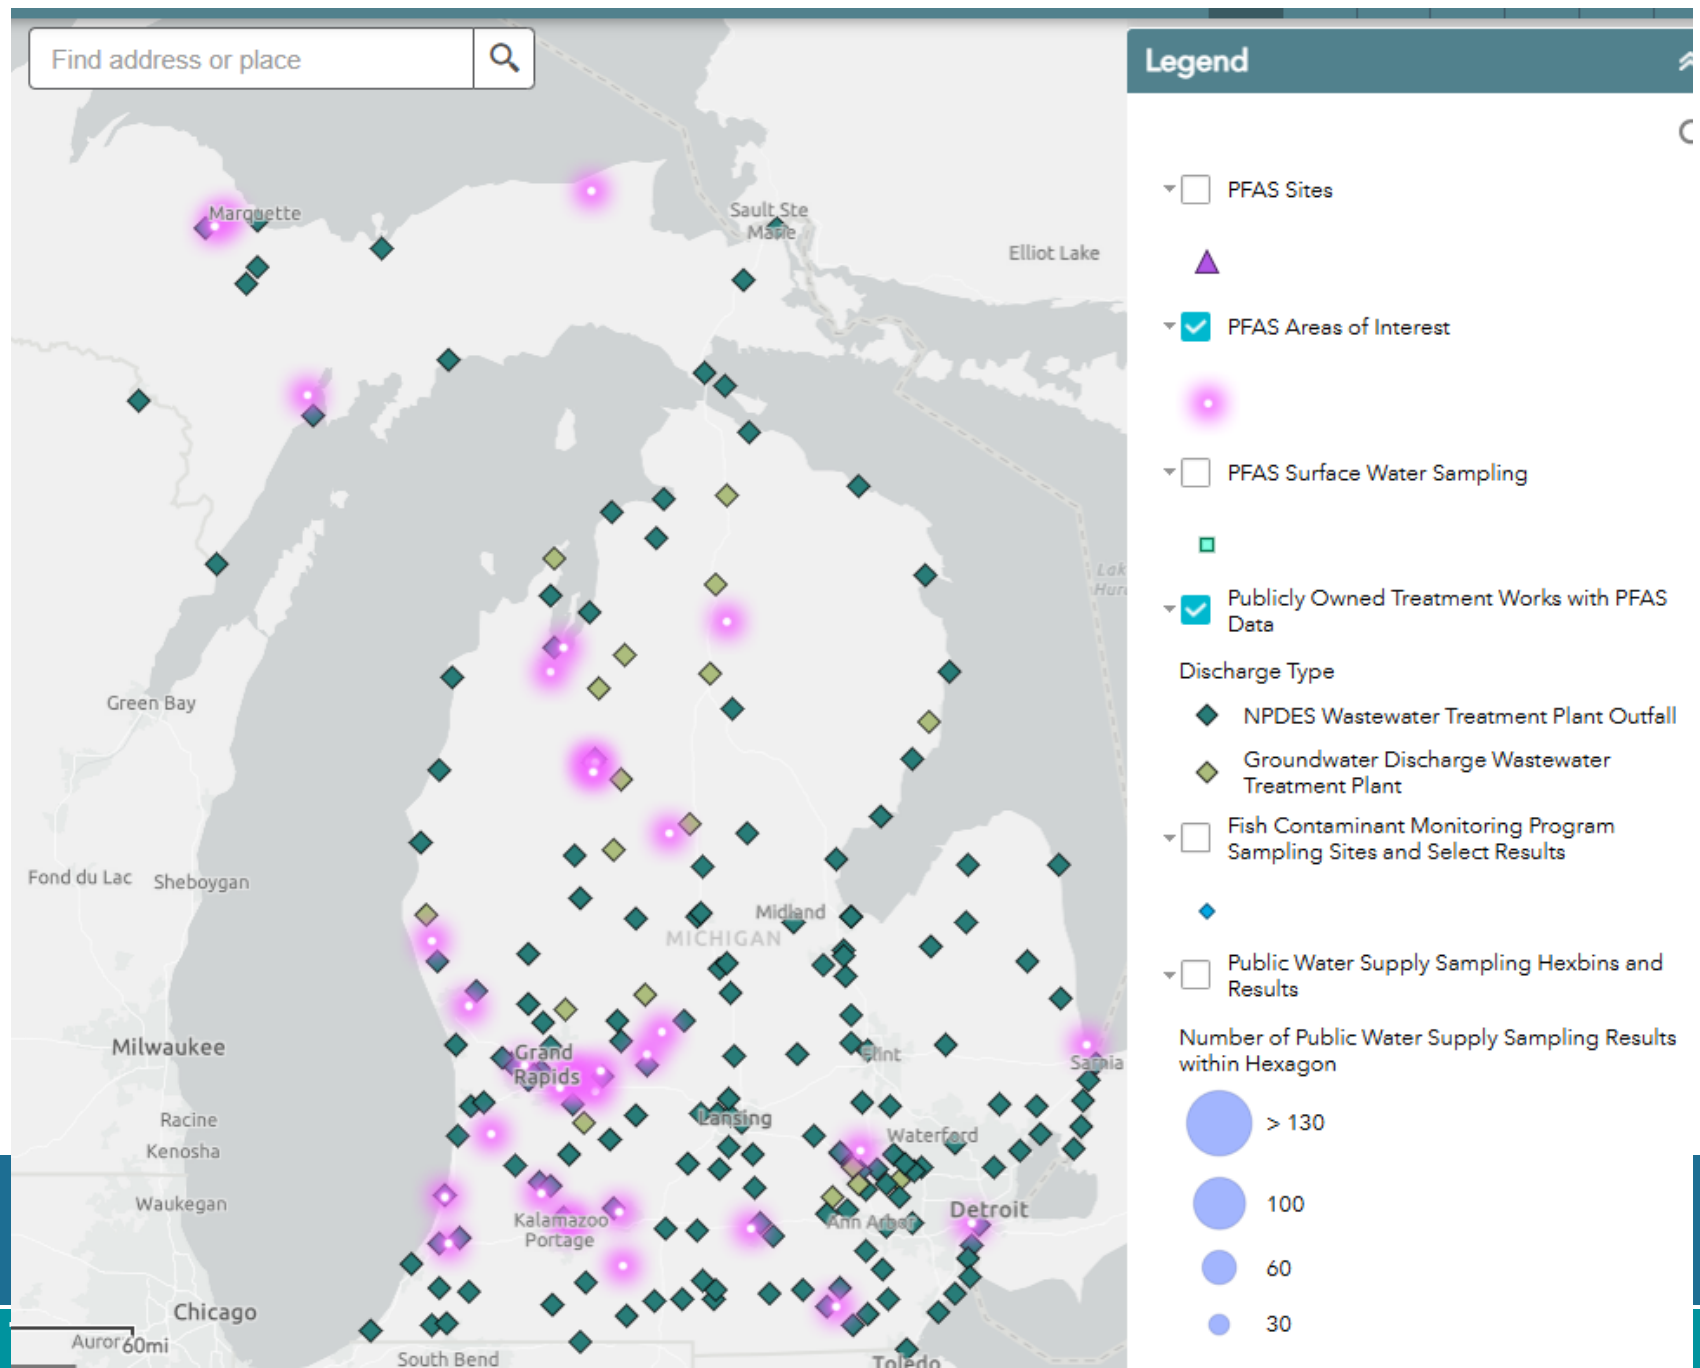 Find address or place
Legend
Marquette
Sault Ste
Marie
Elliot Lake
Green Bay
Fond du Lac
Sheboygan
Midland
MICHIGAN
Milwaukee
Grand
Rapids
Flint
Sarnia
Racine
Kenosha
Lansing
Waterford
Waukegan
Kalamazoo
Portage
Ann Arbor
Detroit
Chicago
60mi
South Bend
Toledo
PFAS Sites
PFAS Areas of Interest
PFAS Surface Water Sampling
Publicly Owned Treatment Works with PFAS
Data
Discharge Type
NPDES Wastewater Treatment Plant Outfall
Groundwater Discharge Wastewater
Treatment Plant
Fish Contaminant Monitoring Program
Sampling Sites and Select Results
Public Water Supply Sampling Hexbins and
Results
Number of Public Water Supply Sampling Results
within Hexagon
> 130
100
60
30